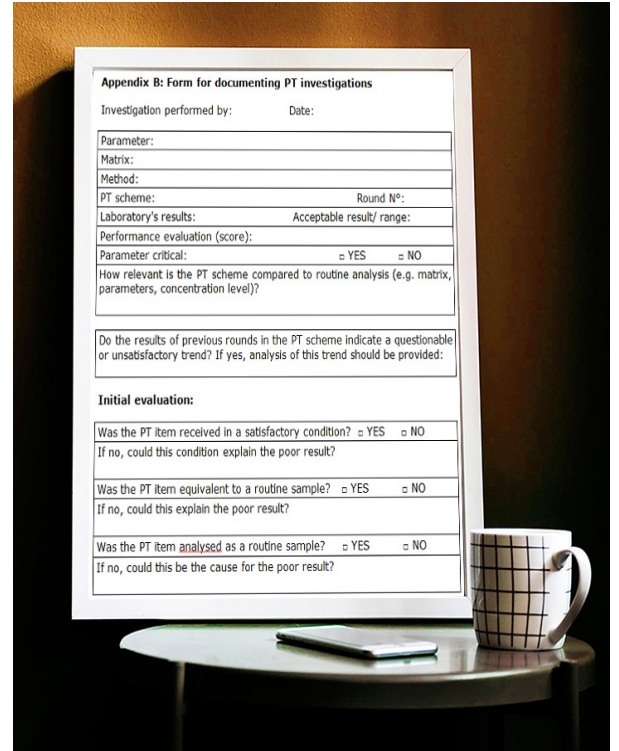 Appendix B: Form for documenting PT investigations
Investigation performed by: Date:
Parameter:
Matrix:
Method:
PT scheme: Round Nº:
Laboratory's results: Acceptable result/ range:
Performance evaluation (score):
Parameter critical: □ YES □ NO
How relevant is the PT scheme compared to routine analysis (e.g. matrix,
parameters, concentration level)?
Do the results of previous rounds in the PT scheme indicate a questionable
or unsatisfactory trend? If yes, analysis of this trend should be provided:
Initial evaluation:
Was the PT item received in a satisfactory condition? □ YES □ NO
If no, could this condition explain the poor result?
Was the PT item equivalent to a routine sample? □ YES □ NO
If no, could this explain the poor result?
Was the PT item analysed as a routine sample? □ YES □ NO
If no, could this be the cause for the poor result?